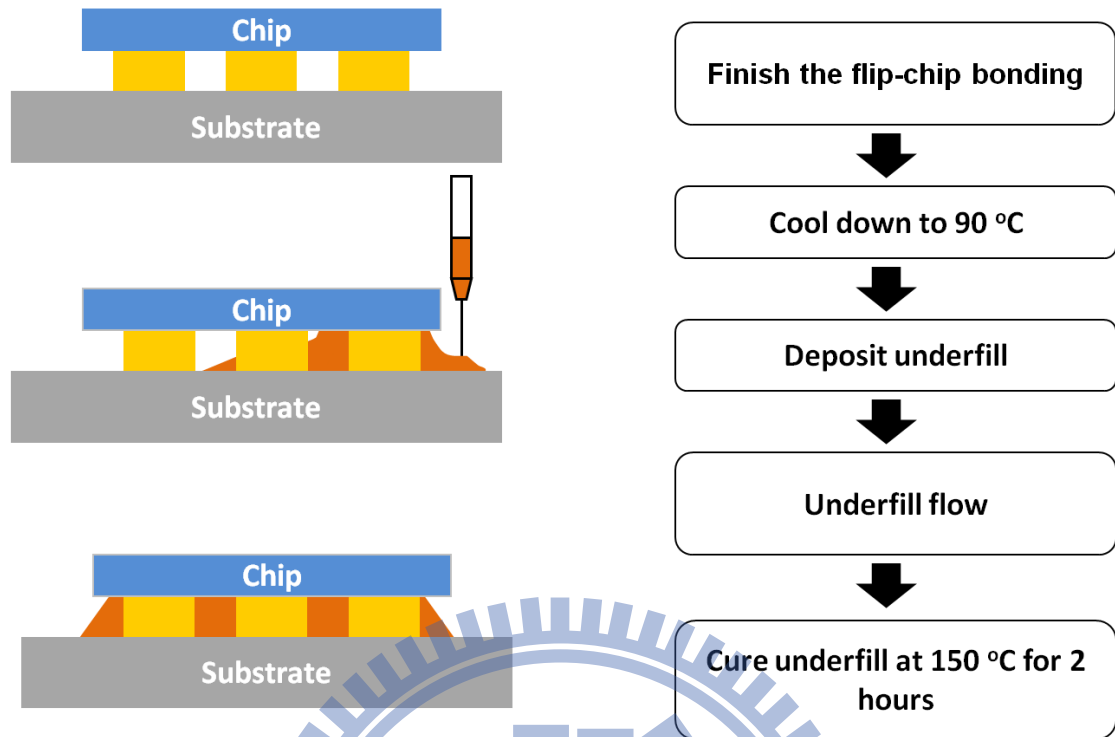 Chip
Substrate
Chip
Substrate
Chip
Substrate
Finish the flip-chip bonding
Cool down to 90 ºC
Deposit underfill
Underfill flow
Cure underfill at 150 ºC for 2
hours